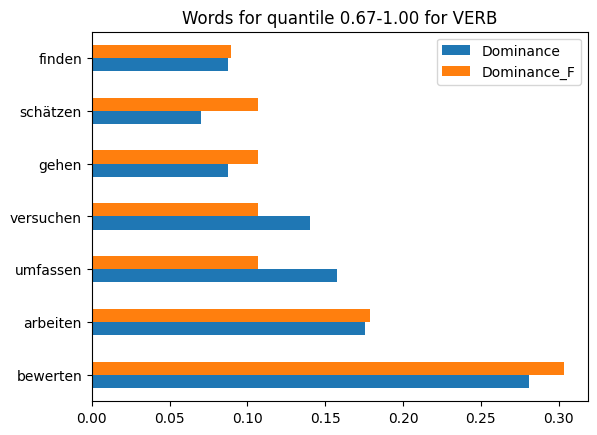 Words for quantile 0.67-1.00 for VERB
Dominance
Dominance_F
finden
schätzen
gehen
versuchen
umfassen
arbeiten
bewerten
0.00 0.05 0.10 0.15 0.20 0.25 0.30